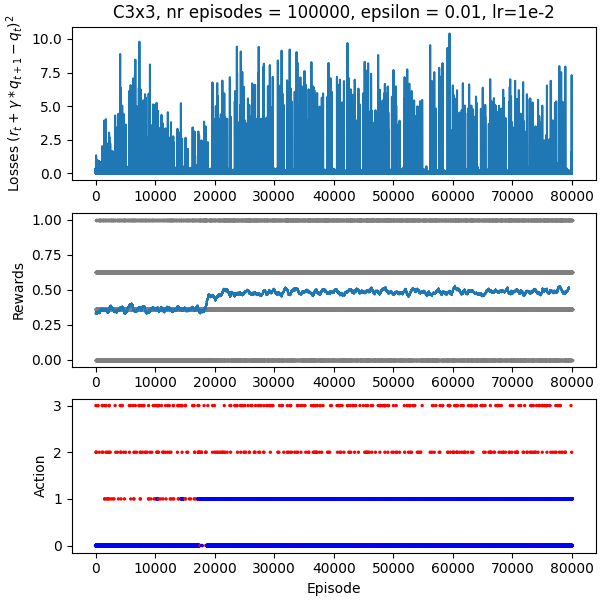 C3x3, nr episodes = 100000, epsilon = 0.01, lr=1e-2
Losses $(r_t + \gamma * q_{t+1} - q_t)^2$
10.0
7.5
5.0
2.5
0.0
0 10000 20000 30000 40000 50000 60000 70000 80000
Rewards
1.00
0.75
0.50
0.25
0.00
0 10000 20000 30000 40000 50000 60000 70000 80000
Action
3
2
1
0
0 10000 20000 30000 40000 50000 60000 70000 80000
Episode